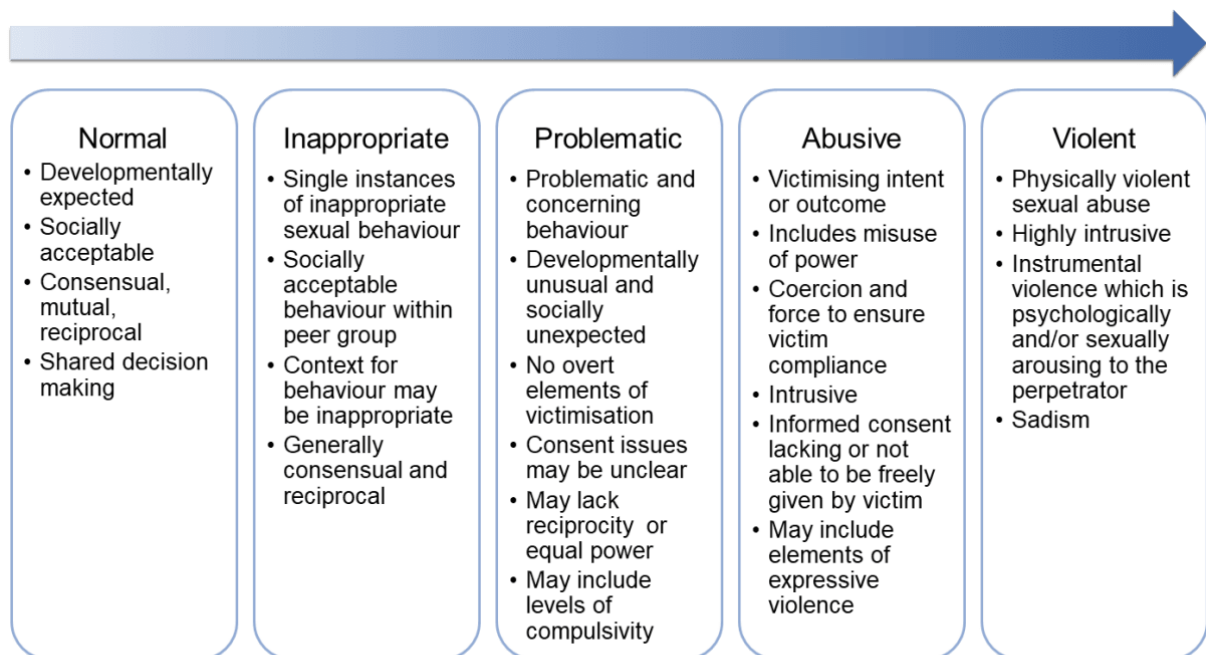 Normal
• Developmentally
expected
• Socially
acceptable
• Consensual,
mutual,
reciprocal
• Shared decision
making
Inappropriate
• Single instances
of inappropriate
sexual behaviour
• Socially
acceptable
behaviour within
peer group
• Context for
behaviour may
be inappropriate
• Generally
consensual and
reciprocal
Problematic
• Problematic and
concerning
behaviour
• Developmentally
unusual and
socially
unexpected
• No overt
elements of
victimisation
• Consent issues
may be unclear
• May lack
reciprocity or
equal power
• May include
levels of
compulsivity
Abusive
• Victimising intent
or outcome
• Includes misuse
of power
• Coercion and
force to ensure
victim
compliance
• Intrusive
• Informed consent
lacking or not
able to be freely
given by victim
• May include
elements of
expressive
violence
Violent
• Physically violent
sexual abuse
• Highly intrusive
• Instrumental
violence which is
psychologically
and/or sexually
arousing to the
perpetrator
• Sadism